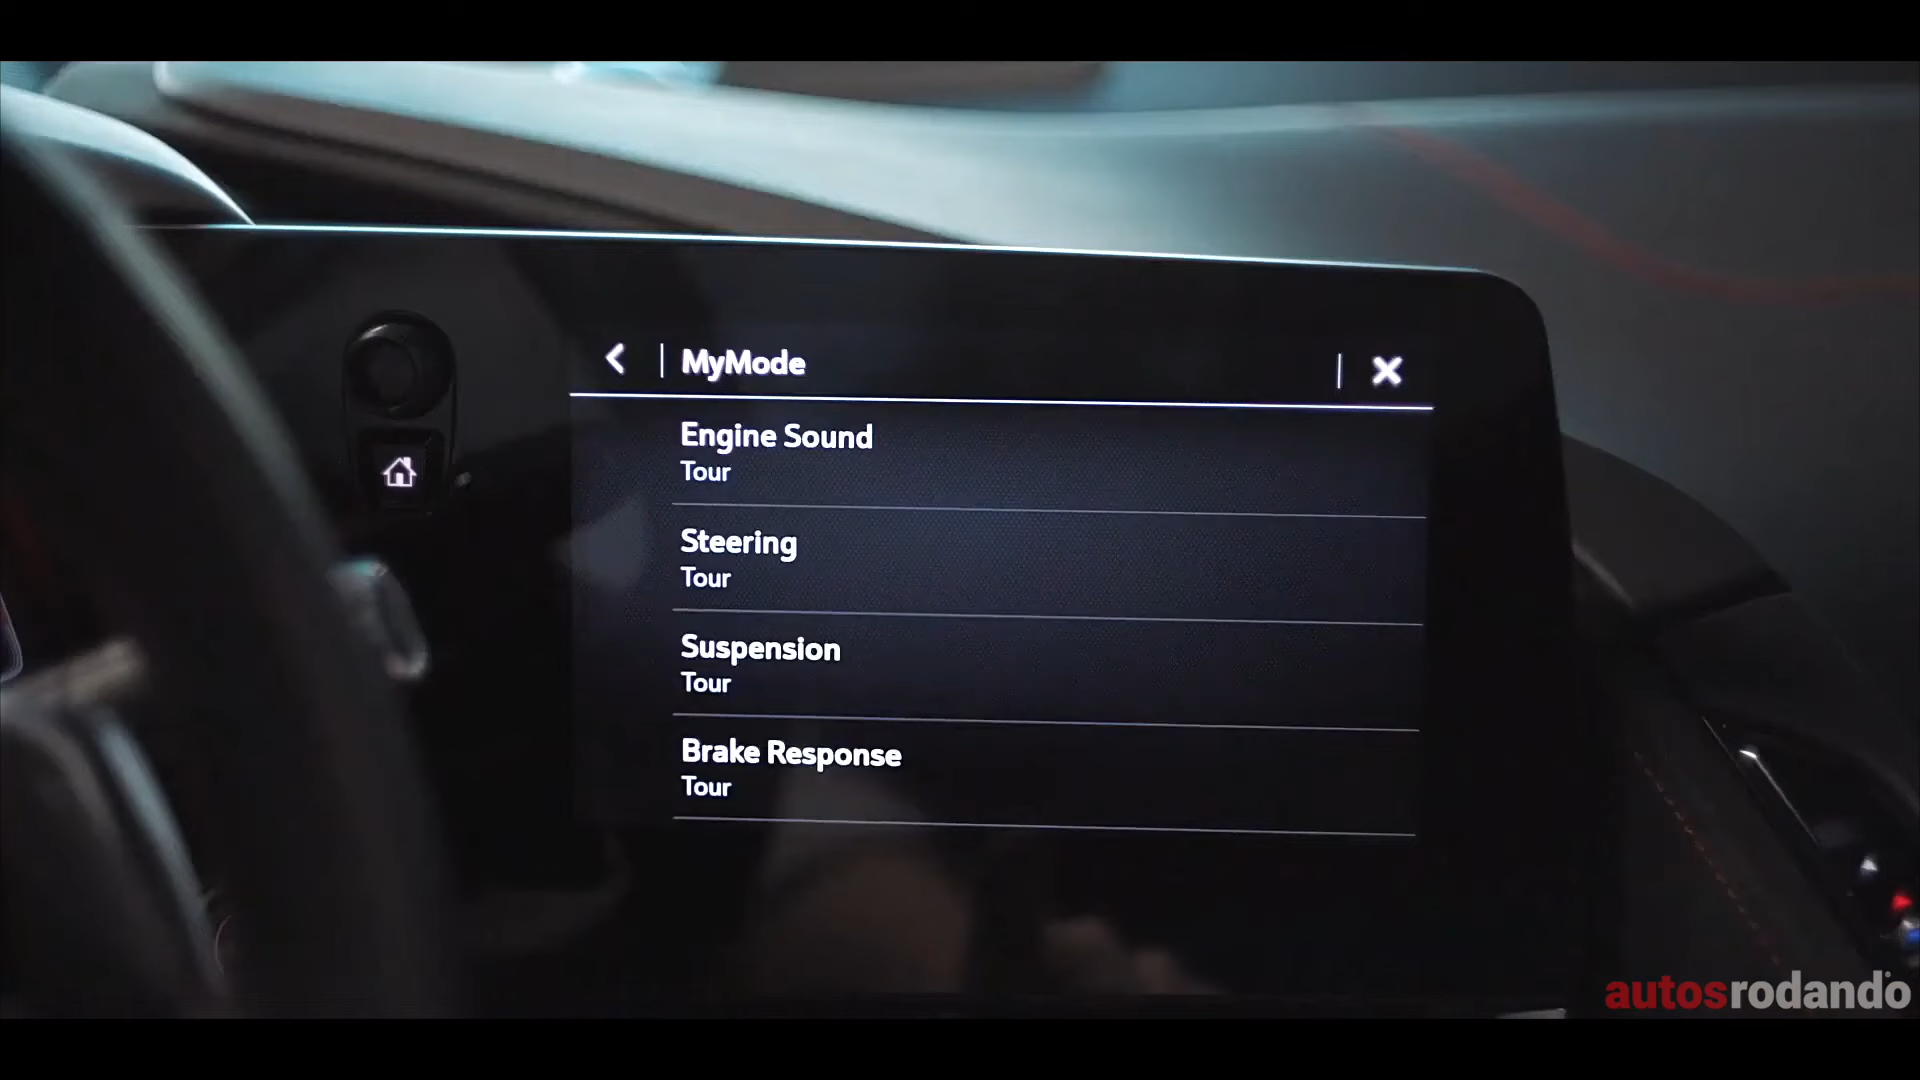 MyMode
Engine Sound
Tour
Steering
Tour
Suspension
Tour
Brake Response
Tour
autosrodando